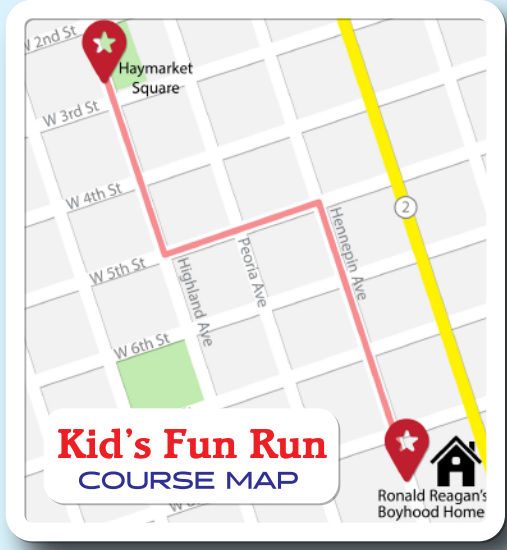 W 2nd St
Haymarket
Square
W 3rd St
W 4th St
2
Hennepin Ave
Peoria Ave
W 5th St
Highland Ave
W 6th St
Kid's Fun Run
COURSE MAP
Ronald Reagan's
Boyhood Home